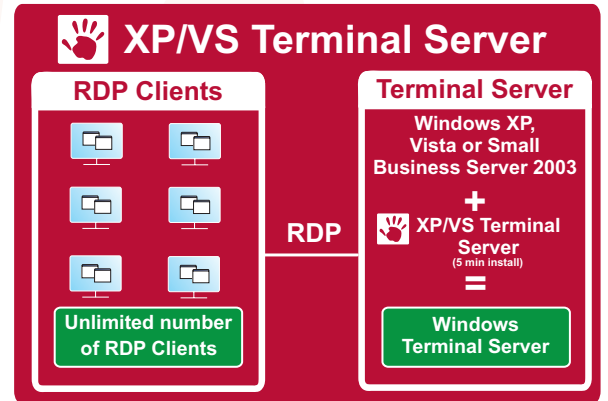 XP/VS Terminal Server
RDP Clients
Unlimited number
of RDP Clients
RDP
Terminal Server
Windows XP,
Vista or Small
Business Server 2003
+
XP/VS Terminal
Server
(5 min install)
=
Windows
Terminal Server